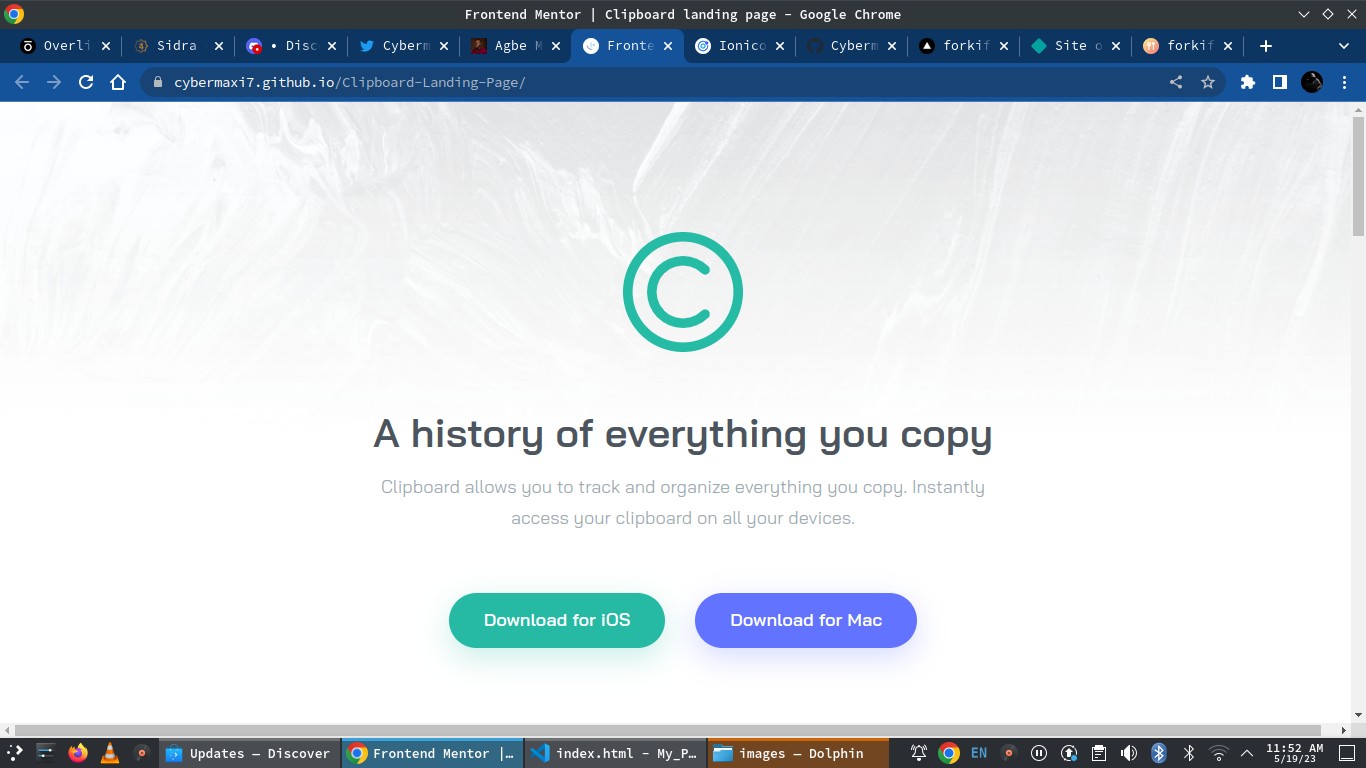 Frontend Mentor | Clipboard landing page – Google Chrome
Overli
Sidra
• Disc
Cyberm
Agbe M
Fronte
Ionico
Cyberm
forkif
Site o
forkif
cybermaxi7.github.io/Clipboard-Landing-Page/
A history of everything you copy
Clipboard allows you to track and organize everything you copy. Instantly
access your clipboard on all your devices.
Download for iOS
Download for Mac
Updates — Discover
Frontend Mentor |…
index.html - My_P…
images — Dolphin
EN
11:52 AM
5/19/23